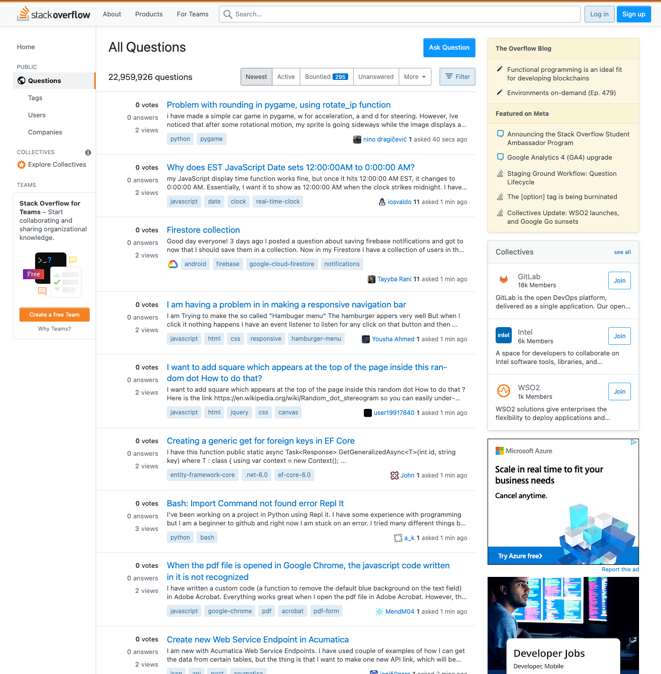 stackoverflow
About Products For Teams Search... Log in Sign up
Home
PUBLIC
Questions
Tags
Users
Companies
COLLECTIVES
Explore Collectives
TEAMS
Stack Overflow for
Teams – Start
collaborating and
sharing organizational
knowledge.
>_?
Free
Create a free Team
Why Teams?
All Questions
Ask Question
22,959,926 questions
Newest Active Bountied 295 Unanswered More Filter
0 votes
0 answers
2 views
Problem with rounding in pygame, using rotate_ip function
i have made a simple car game in pygame, w for acceleration, a and d for steering. However, Ive
noticed that after some rotational motion, my sprite is going sideways while the image displays a...
python pygame
nino dragičević 1 asked 40 secs ago
0 votes
0 answers
2 views
Why does EST JavaScript Date sets 12:00:00AM to 0:00:00 AM?
my JavaScript display time function works fine, but once it hits 12:00:00 AM EST, it changes to
0:00:00 AM. Essentially, I want it to show as 12:00:00 AM when the clock strikes midnight. I have...
javascript date clock real-time-clock
iosvaldo 11 asked 1 min ago
0 votes
0 answers
2 views
Firestore collection
Good day everyone! 3 days ago I posted a question about saving firebase notifications and got to
now that I should save them in a collection. Now in my Firestore I have a collection of users in th...
android firebase google-cloud-firestore notifications
Tayyba Rani 11 asked 1 min ago
0 votes
0 answers
2 views
I am having a problem in in making a responsive navigation bar
am Trying to make the so called "Hambuger menu" The hamburger appers very well But when I
click it nothing happens I have an event listener to listen for any click on that button and then ...
javascript html css responsive hamburger-menu
Yousha Ahmed 1 asked 1 min ago
0 votes
0 answers
2 views
I want to add square which appears at the top of the page inside this ran-
dom dot How to do that?
I want to add square which appears at the top of the page inside this random dot How to do that ?
Here is the link https://en.wikipedia.org/wiki/Random_dot_stereogram so you can easily under-...
javascript html jquery css canvas
user19917840 1 asked 1 min ago
0 votes
0 answers
2 views
Creating a generic get for foreign keys in EF Core
I have this function public static async Task<Response> GetGeneralizedAsync<T>(int id, string
key) where T : class { using var context = new Context(); ...
entity-framework-core .net-6.0 ef-core-6.0
John 1 asked 1 min ago
0 votes
0 answers
3 views
Bash: Import Command not found error Repl It
I've been working on a project in Python using Repl it. I have some experience with programming
but I am a beginner to github and right now I am stuck on an error. I tried many different things b...
python bash
a_k 1 asked 1 min ago
0 votes
0 answers
2 views
When the pdf file is opened in Google Chrome, the javascript code written
in it is not recognized
I have written a custom code (a function to remove the default blue background on the text field)
in Adobe Acrobat. Everything works great when I open the pdf file in Adobe Acrobat. However, th...
javascript google-chrome pdf acrobat pdf-form
MendM04 1 asked 1 min ago
0 votes
0 answers
2 views
Create new Web Service Endpoint in Acumatica
I am new with Acumatica Web Service Endpoints. I have used couple of examples of how I can get
the data from certain tables, but the thing is that I want to make one new API link, which will be...
json api post acumatica
The Overflow Blog
Functional programming is an ideal fit
for developing blockchains
Environments on-demand (Ep. 479)
Featured on Meta
Announcing the Stack Overflow Student
Ambassador Program
Google Analytics 4 (GA4) upgrade
Staging Ground Workflow: Question
Lifecycle
The [option] tag is being burninated
Collectives Update: WSO2 launches,
and Google Go sunsets
Collectives see all
GitLab
18k Members
Join
GitLab is the open DevOps platform,
delivered as a single application. Our open...
intel
Intel
6k Members
Join
A space for developers to collaborate on
Intel software tools, libraries, and...
WSO2
1k Members
Join
WSO2 solutions give enterprises the
flexibility to deploy applications and...
Microsoft Azure
Scale in real time to fit your
business needs
Cancel anytime.
Try Azure free>
Report this ad
Developer Jobs
Developer, Mobile